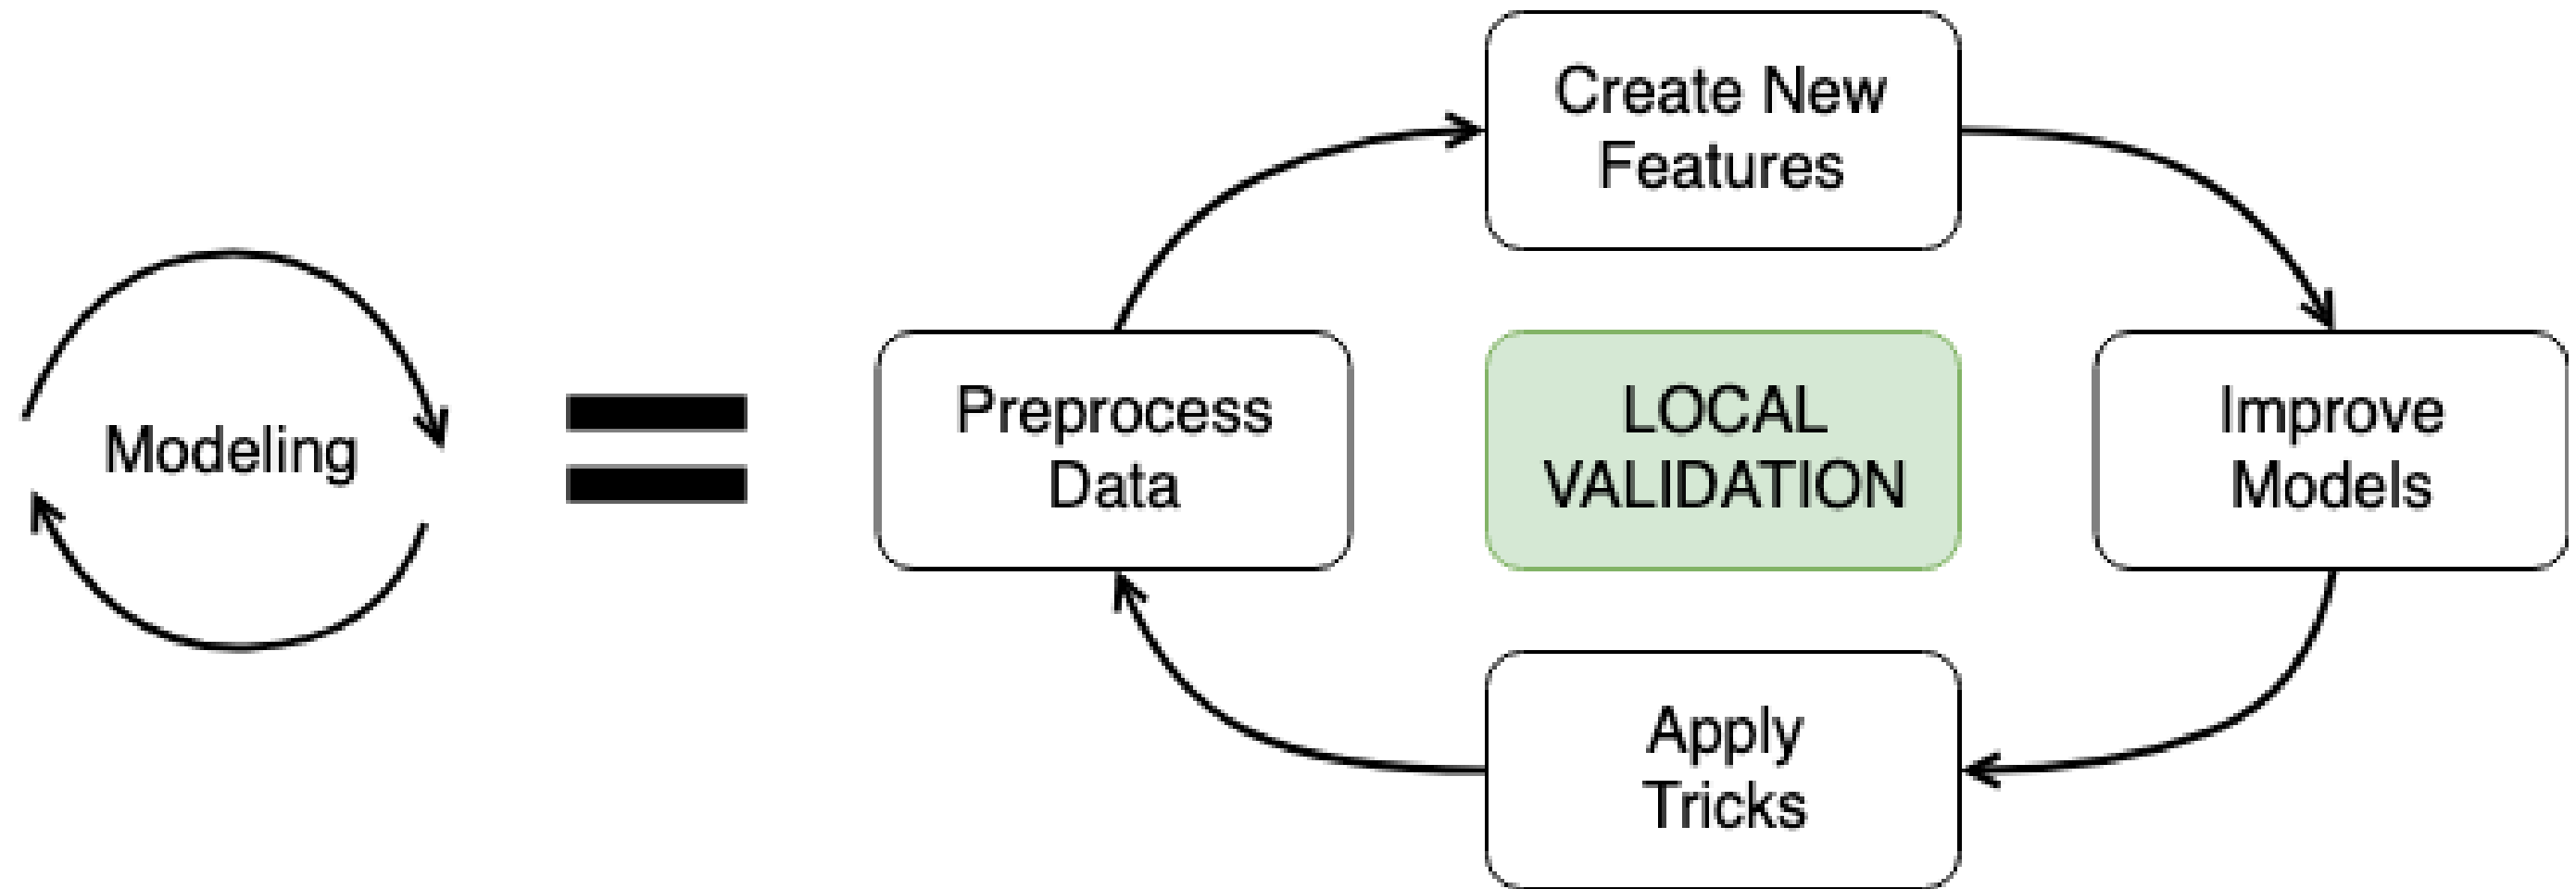 Modeling
Preprocess
Data
Create New
Features
LOCAL
VALIDATION
Improve
Models
Apply
Tricks